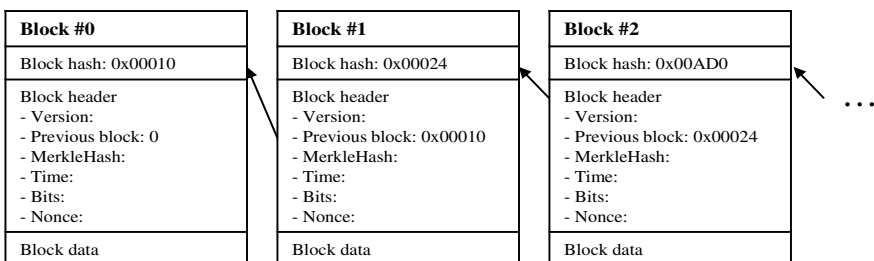 Block #0
Block hash: 0x00010
Block header
- Version:
- Previous block: 0
- MerkleHash:
- Time:
- Bits:
- Nonce:
Block data
Block #1
Block hash: 0x00024
Block header
- Version:
- Previous block: 0x00010
- MerkleHash:
- Time:
- Bits:
- Nonce:
Block data
Block #2
Block hash: 0x00AD0
Block header
- Version:
- Previous block: 0x00024
- MerkleHash:
- Time:
- Bits:
- Nonce:
Block data
...